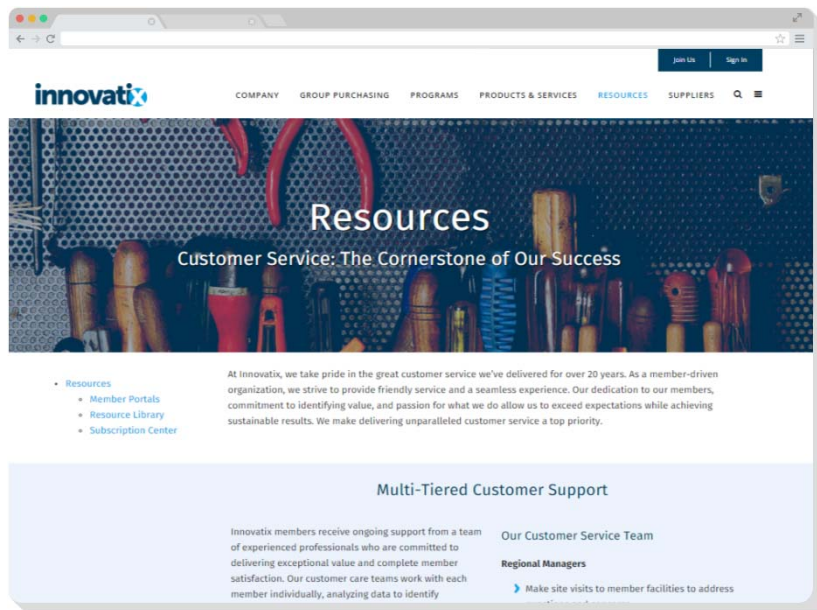 Join Us Sign In
innovatix
COMPANY GROUP PURCHASING PROGRAMS PRODUCTS & SERVICES RESOURCES SUPPLIERS
Resources
Customer Service: The Cornerstone of Our Success
Resources
Member Portals
Resource Library
Subscription Center
At Innovatix, we take pride in the great customer service we've delivered for over 20 years. As a member-driven
organization, we strive to provide friendly service and a seamless experience. Our dedication to our members,
commitment to identifying value, and passion for what we do allow us to exceed expectations while achieving
sustainable results. We make delivering unparalleled customer service a top priority.
Multi-Tiered Customer Support
Innovatix members receive ongoing support from a team
of experienced professionals who are committed to
delivering exceptional value and complete member
satisfaction. Our customer care teams work with each
member individually, analyzing data to identify
Our Customer Service Team
Regional Managers
Make site visits to member facilities to address